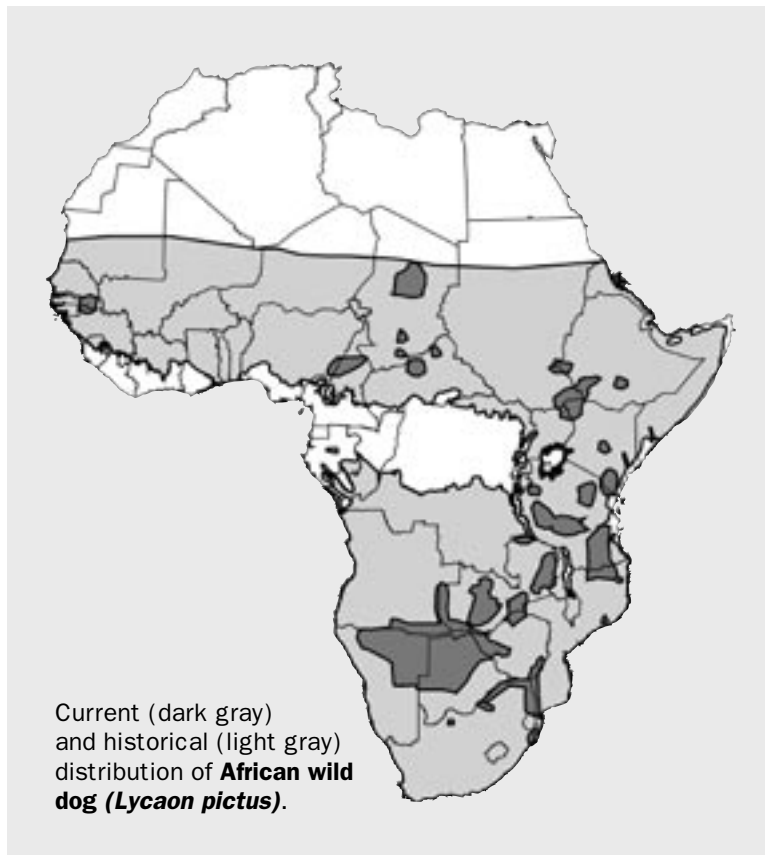 Current (dark gray)
and historical (light gray)
distribution of African wild
dog (Lycaon pictus).